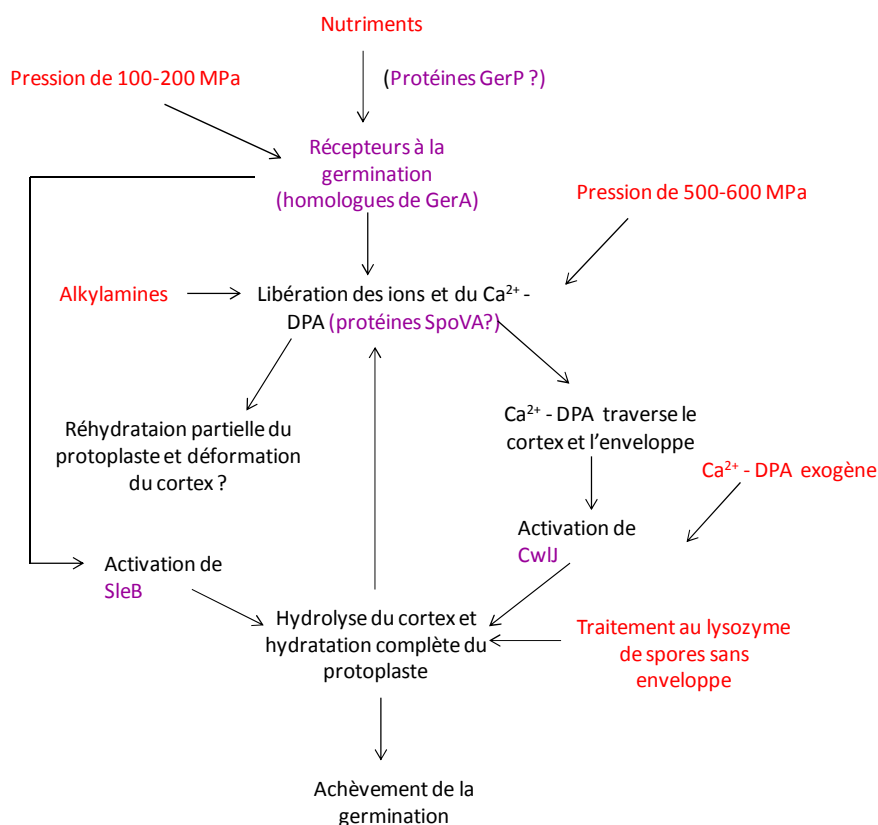 Nutriments
Pression de 100-200 MPa
(Protéines GerP ?)
Récepteurs à la
germination
(homologues de GerA)
Pression de 500-600 MPa
Alkylamines
Libération des ions et du Ca²⁺ -
DPA (protéines SpoVA?)
Réhydrataion partielle du
protoplaste et déformation
du cortex ?
Ca²⁺ - DPA traverse le
cortex et l’enveloppe
Ca²⁺ - DPA exogène
Activation de
CwlJ
Activation de
SleB
Hydrolyse du cortex et
hydratation complète du
protoplaste
Traitement au lysozyme
de spores sans
enveloppe
Achèvement de la
germination